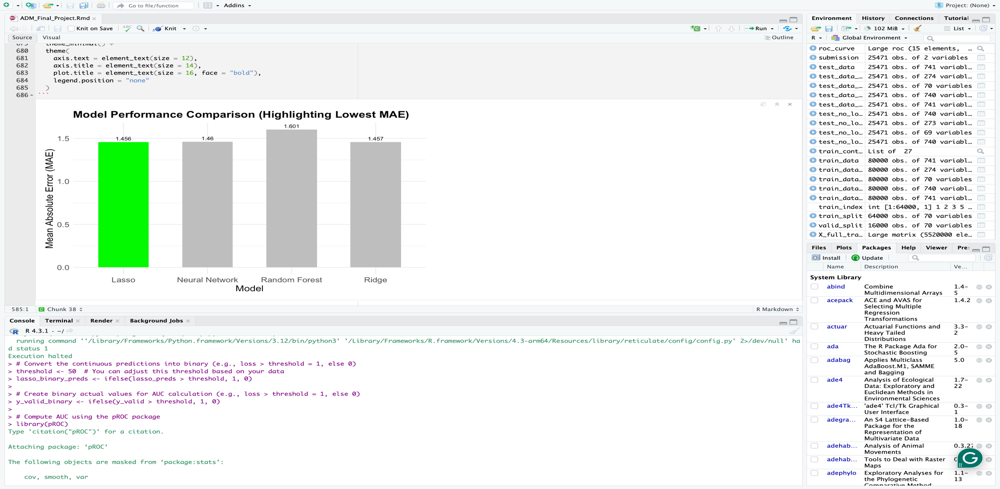 Go to file/function
Addins
Project: (None)
ADM_Final_Project.Rmd
Knit on Save
ABC
Knit
Run
Source
Visual
Outline
679 theme_minimal() +
680 theme(
681 axis.text = element_text(size = 12),
682 axis.title = element_text(size = 14),
683 plot.title = element_text(size = 16, face = "bold"),
684 legend.position = "none"
685 )
686 ```
Model Performance Comparison (Highlighting Lowest MAE)
Mean Absolute Error (MAE)
1.5
1.0
0.5
0.0
1.456
1.46
1.601
1.457
Lasso
Neural Network
Random Forest
Ridge
Model
585:1
Chunk 38
R Markdown
Console
Terminal
Render
Background Jobs
R 4.3.1 · ~/
running command ''/Library/Frameworks/Python.framework/Versions/3.12/bin/python3' '/Library/Frameworks/R.framework/Versions/4.3-arm64/Resources/library/reticulate/config/config.py' 2>/dev/null' ha
d status 1
Execution halted
> # Convert the continuous predictions into binary (e.g., loss > threshold = 1, else 0)
> threshold <- 50  # You can adjust this threshold based on your data
> lasso_binary_preds <- ifelse(lasso_preds > threshold, 1, 0)
>
> # Create binary actual values for AUC calculation (e.g., loss > threshold = 1, else 0)
> y_valid_binary <- ifelse(y_valid > threshold, 1, 0)
>
> # Compute AUC using the pROC package
> library(pROC)
Type 'citation("pROC")' for a citation.
Attaching package: ‘pROC’
The following objects are masked from ‘package:stats’:
cov, smooth, var
Environment
History
Connections
Tutorial
102 MiB
List
R
Global Environment
roc_curve Large roc (15 elements, …
submission 25471 obs. of 2 variables
test_data 25471 obs. of 741 variabl…
test_data_… 25471 obs. of 274 variabl…
test_data_… 25471 obs. of 70 variables
test_data_… 25471 obs. of 740 variabl…
test_data_… 25471 obs. of 741 variabl…
test_no_lo… 25471 obs. of 740 variabl…
test_no_lo… 25471 obs. of 273 variabl…
test_no_lo… 25471 obs. of 69 variables
test_no_lo… 25471 obs. of 740 variabl…
train_cont… List of  27
train_data 80000 obs. of 741 variabl…
train_data… 80000 obs. of 274 variabl…
train_data… 80000 obs. of 70 variables
train_data… 80000 obs. of 740 variabl…
train_data… 80000 obs. of 741 variabl…
train_index int [1:64000, 1] 1 2 3 5 …
train_split 64000 obs. of 70 variables
valid_split 16000 obs. of 70 variables
X_full_tra… Large matrix (5520000 ele…
Files
Plots
Packages
Help
Viewer
Pres
Install
Update
Name
Description
Ve…
System Library
abind Combine 1.4-
Multidimensional Arrays 5
acepack ACE and AVAS for 1.4.2
Selecting Multiple
Regression
Transformations
actuar Actuarial Functions and 3.3-
Heavy Tailed 2
Distributions
ada The R Package Ada for 2.0-
Stochastic Boosting 5
adabag Applies Multiclass 5.0
AdaBoost.M1, SAMME
and Bagging
ade4 Analysis of Ecological 1.7-
Data: Exploratory and 22
Euclidean Methods in
Environmental Sciences
ade4Tk… 'ade4' Tcl/Tk Graphical 0.3-
User Interface 1
adegra… An S4 Lattice-Based 1.0-
Package for the 18
Representation of
Multivariate Data
adehab… Analysis of Animal 0.3.27
Movements
adehab… Tools to Deal with Raster
Maps
adephylo Exploratory Analyses for 1.1-
the Phylogenetic 13
Comparative Method